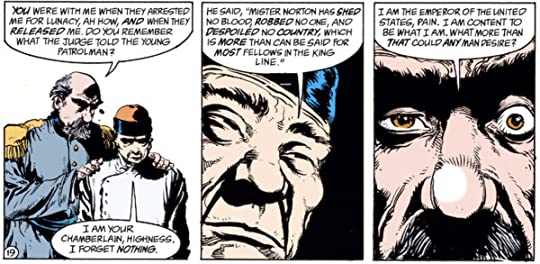 YOU WERE WITH ME WHEN THEY ARRESTED
ME FOR LUNACY, AH HOW, AND WHEN THEY
RELEASED ME. DO YOU REMEMBER
WHAT THE JUDGE TOLD THE YOUNG
PATROLMAN?
I AM YOUR
CHAMBERLAIN, HIGHNESS,
I FORGET NOTHING.
19
HE SAID, "MISTER NORTON HAS SHED
NO BLOOD, ROBBED NO ONE, AND
DESPOILED NO COUNTRY, WHICH
IS MORE THAN CAN BE SAID FOR
MOST FELLOWS IN THE KING
LINE."
I AM THE EMPEROR OF THE UNITED
STATES, PAIN. I AM CONTENT TO
BE WHAT I AM. WHAT MORE THAN
THAT COULD ANY MAN DESIRE?